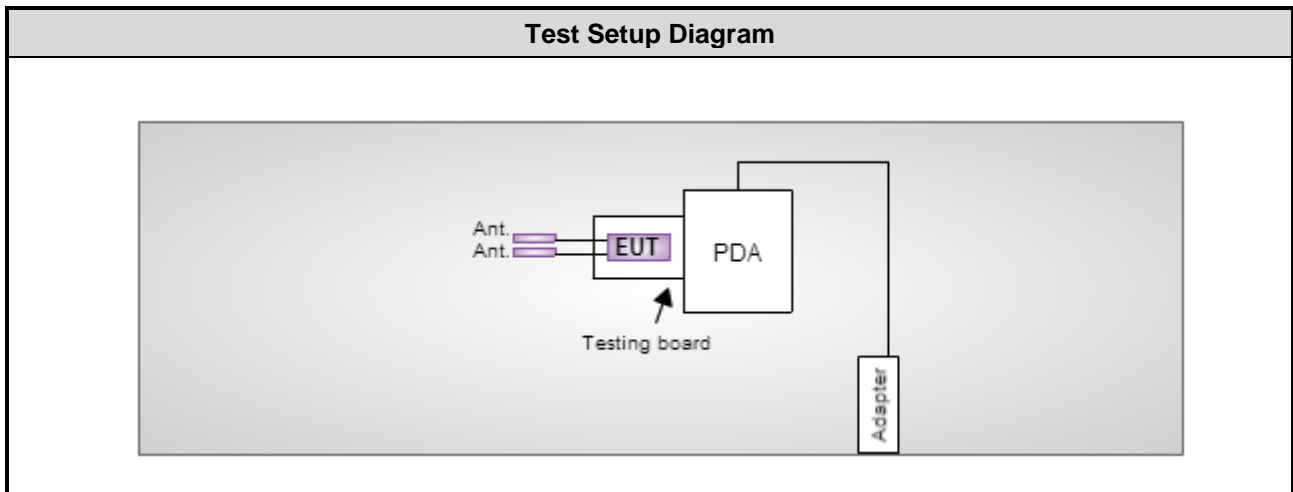 Test Setup Diagram
Ant.
Ant.
EUT
PDA
Testing board
Adapter